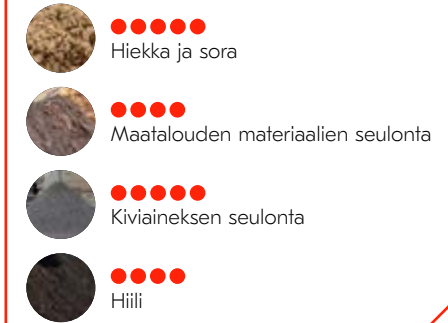 Hiekka ja sora
Maatalouden materiaalien seulonta
Kiviaineksen seulonta
Hiili